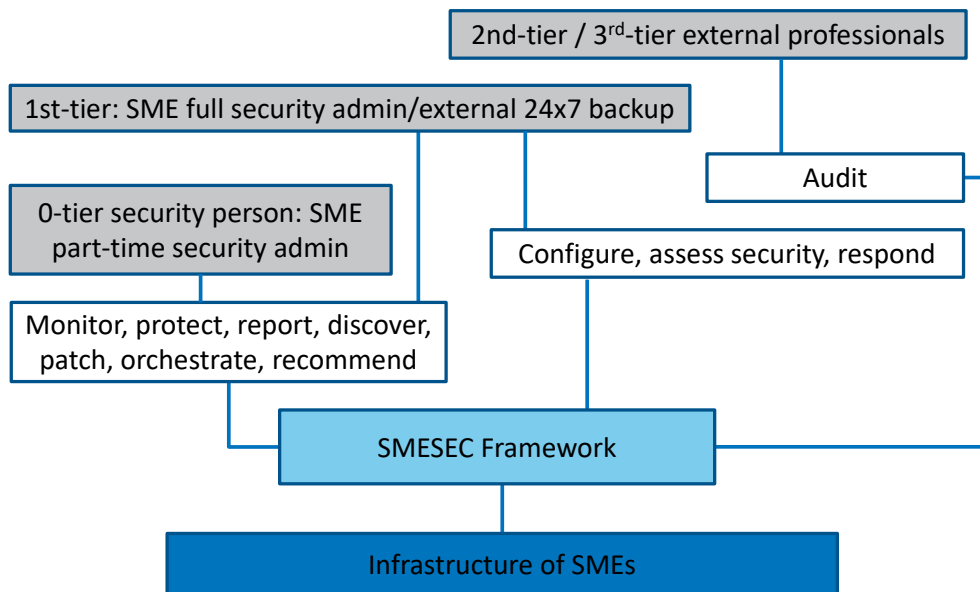 2nd-tier / 3rd-tier external professionals
1st-tier: SME full security admin/external 24x7 backup
Audit
0-tier security person: SME
part-time security admin
Configure, assess security, respond
Monitor, protect, report, discover,
patch, orchestrate, recommend
SMESEC Framework
Infrastructure of SMEs